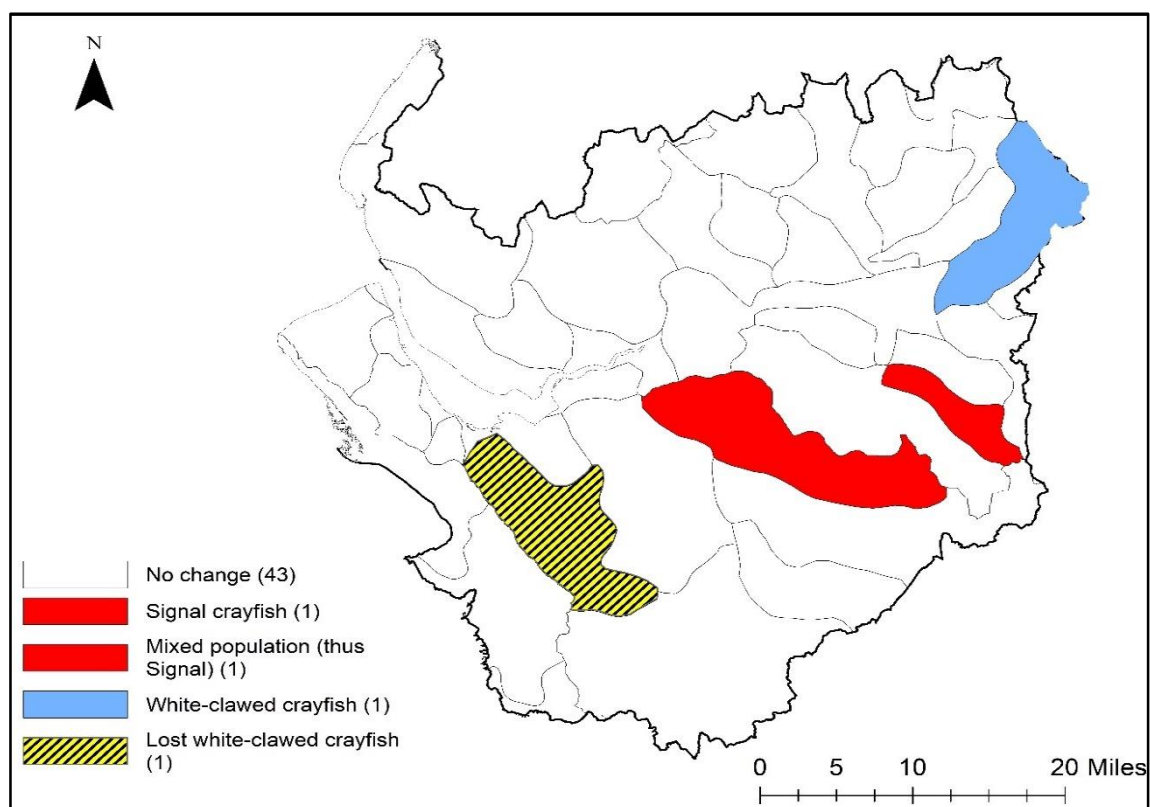 N
No change (43)
Signal crayfish (1)
Mixed population (thus
Signal) (1)
White-clawed crayfish (1)
Lost white-clawed crayfish
(1)
0 5 10 20 Miles